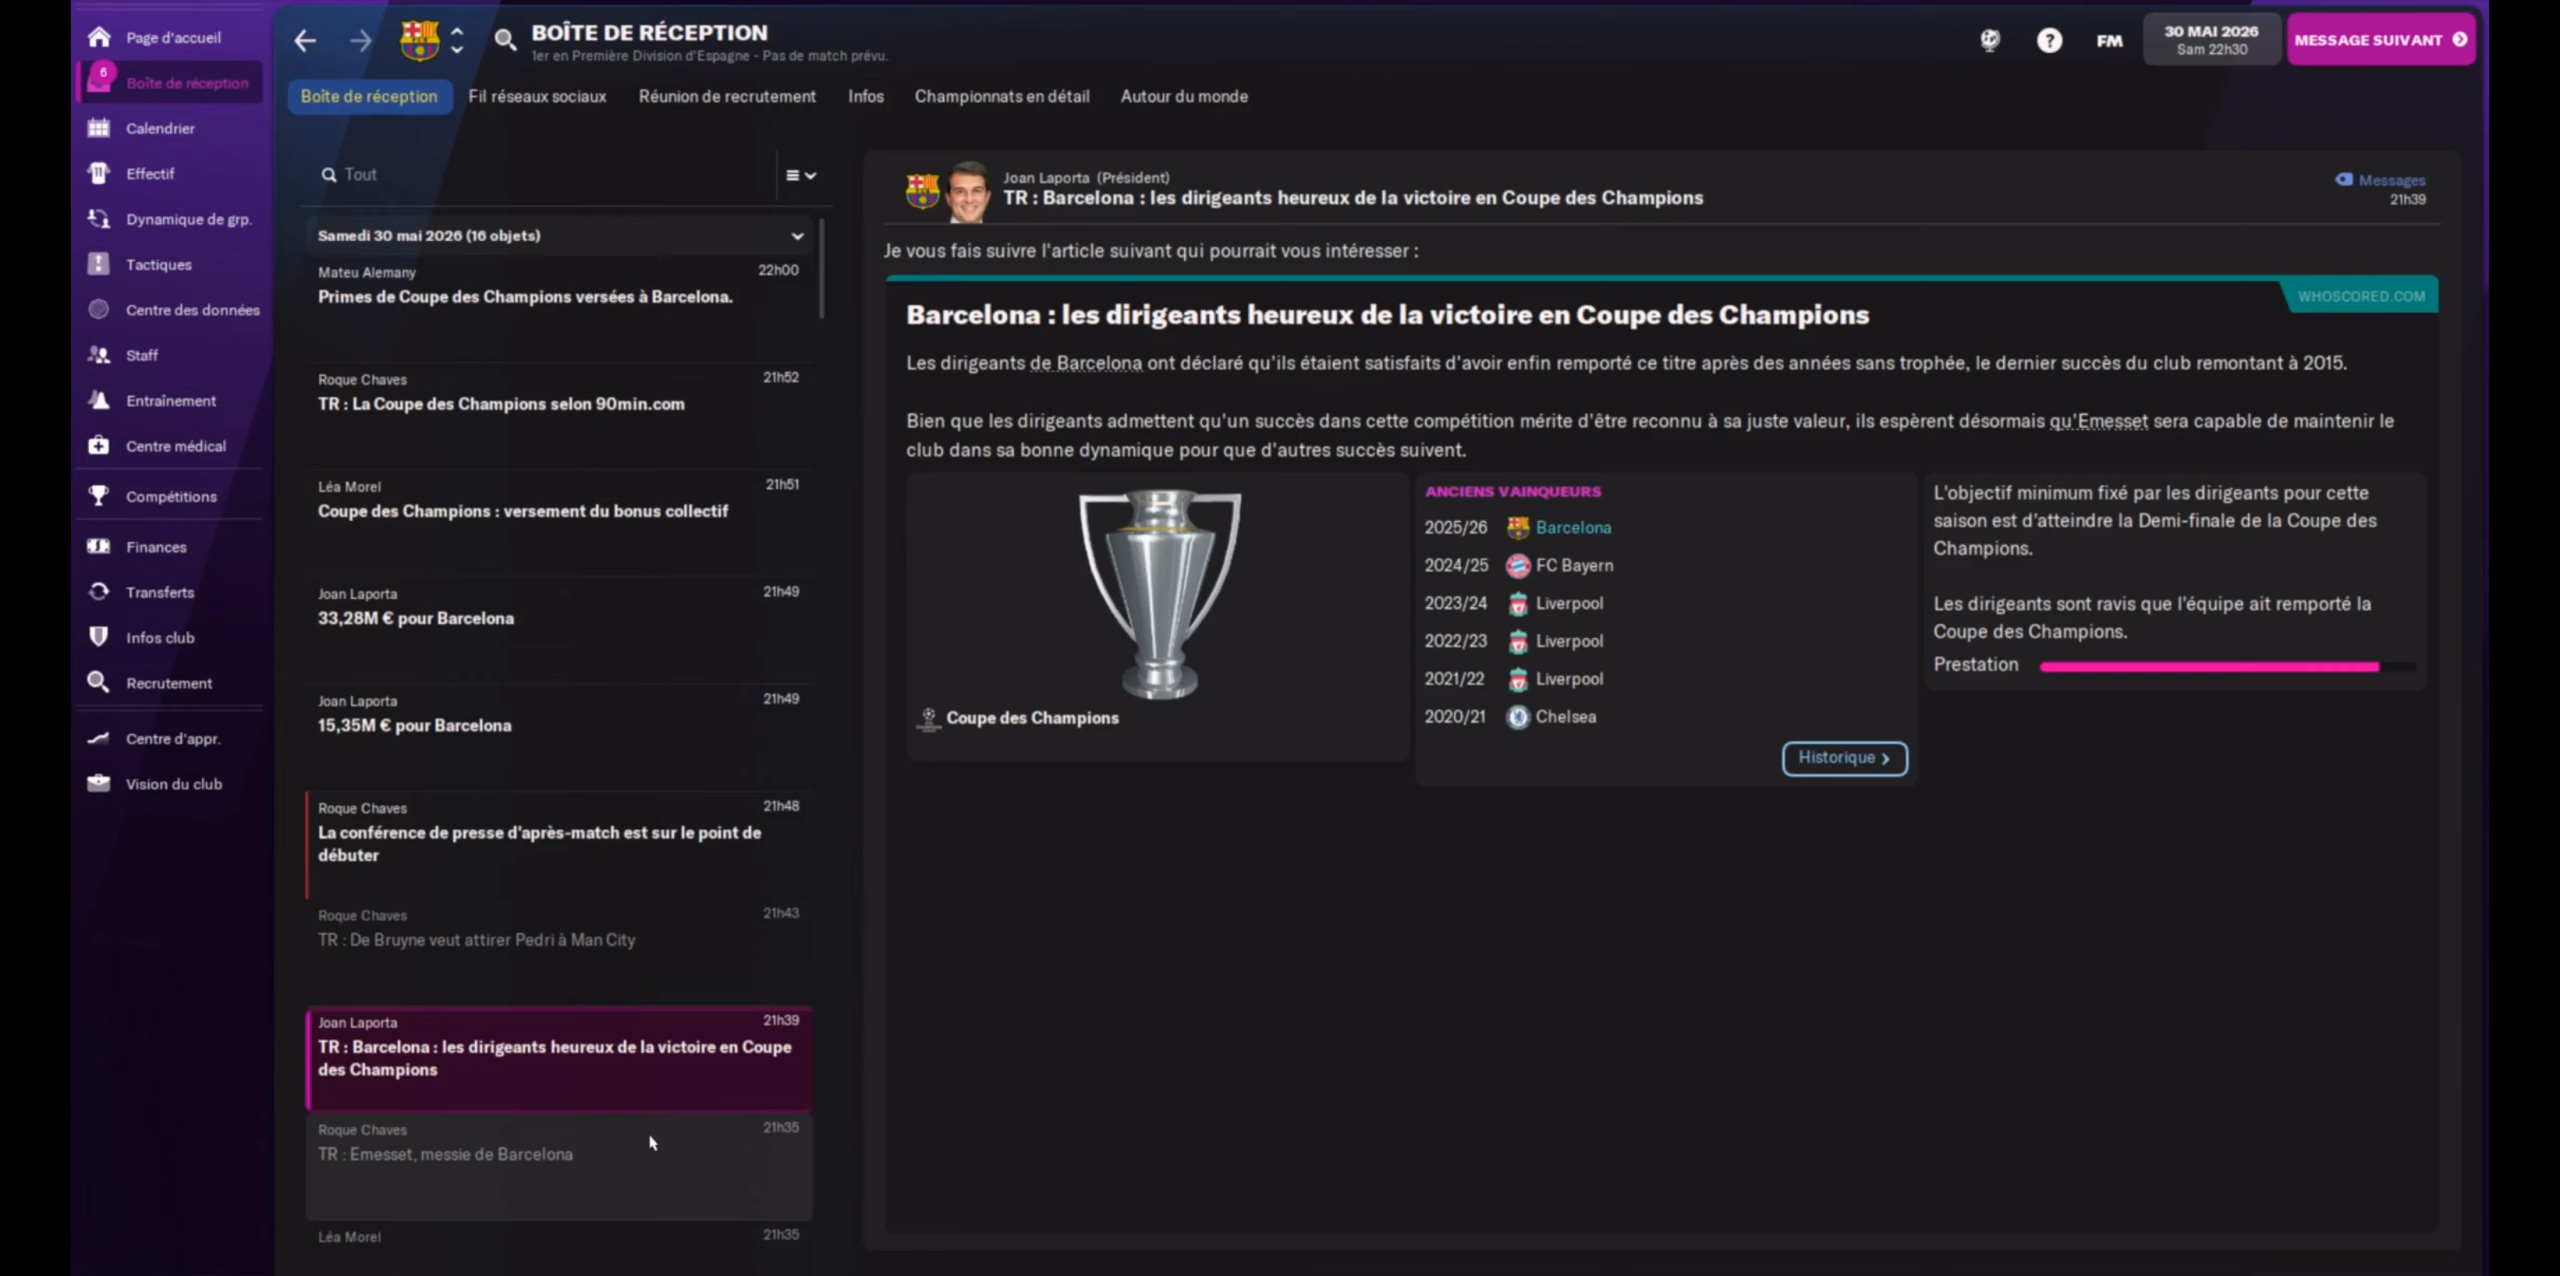 Page d'accueil
6
Boîte de réception
Calendrier
Effectif
Dynamique de grp.
Tactiques
Centre des données
Staff
Entraînement
Centre médical
Compétitions
Finances
Transferts
Infos club
Recrutement
Centre d'appr.
Vision du club
BOÎTE DE RÉCEPTION
1er en Première Division d'Espagne - Pas de match prévu.
?
FM
30 MAI 2026
Sam 22h30
MESSAGE SUIVANT
Boîte de réception
Fil réseaux sociaux
Réunion de recrutement
Infos
Championnats en détail
Autour du monde
Tout
Samedi 30 mai 2026 (16 objets)
Mateu Alemany 22h00
Primes de Coupe des Champions versées à Barcelona.
Roque Chaves 21h52
TR : La Coupe des Champions selon 90min.com
Léa Morel 21h51
Coupe des Champions : versement du bonus collectif
Joan Laporta 21h49
33,28M € pour Barcelona
Joan Laporta 21h49
15,35M € pour Barcelona
Roque Chaves 21h48
La conférence de presse d'après-match est sur le point de
débuter
Roque Chaves 21h43
TR : De Bruyne veut attirer Pedri à Man City
Joan Laporta 21h39
TR : Barcelona : les dirigeants heureux de la victoire en Coupe
des Champions
Roque Chaves 21h35
TR : Emesset, messie de Barcelona
Léa Morel 21h35
Joan Laporta (Président)
TR : Barcelona : les dirigeants heureux de la victoire en Coupe des Champions
Messages
21h39
Je vous fais suivre l'article suivant qui pourrait vous intéresser :
WHOSCORED.COM
Barcelona : les dirigeants heureux de la victoire en Coupe des Champions
Les dirigeants de Barcelona ont déclaré qu'ils étaient satisfaits d'avoir enfin remporté ce titre après des années sans trophée, le dernier succès du club remontant à 2015.
Bien que les dirigeants admettent qu'un succès dans cette compétition mérite d'être reconnu à sa juste valeur, ils espèrent désormais qu'Emesset sera capable de maintenir le
club dans sa bonne dynamique pour que d'autres succès suivent.
Coupe des Champions
ANCIENS VAINQUEURS
2025/26 Barcelona
2024/25 FC Bayern
2023/24 Liverpool
2022/23 Liverpool
2021/22 Liverpool
2020/21 Chelsea
Historique
L'objectif minimum fixé par les dirigeants pour cette
saison est d'atteindre la Demi-finale de la Coupe des
Champions.
Les dirigeants sont ravis que l'équipe ait remporté la
Coupe des Champions.
Prestation